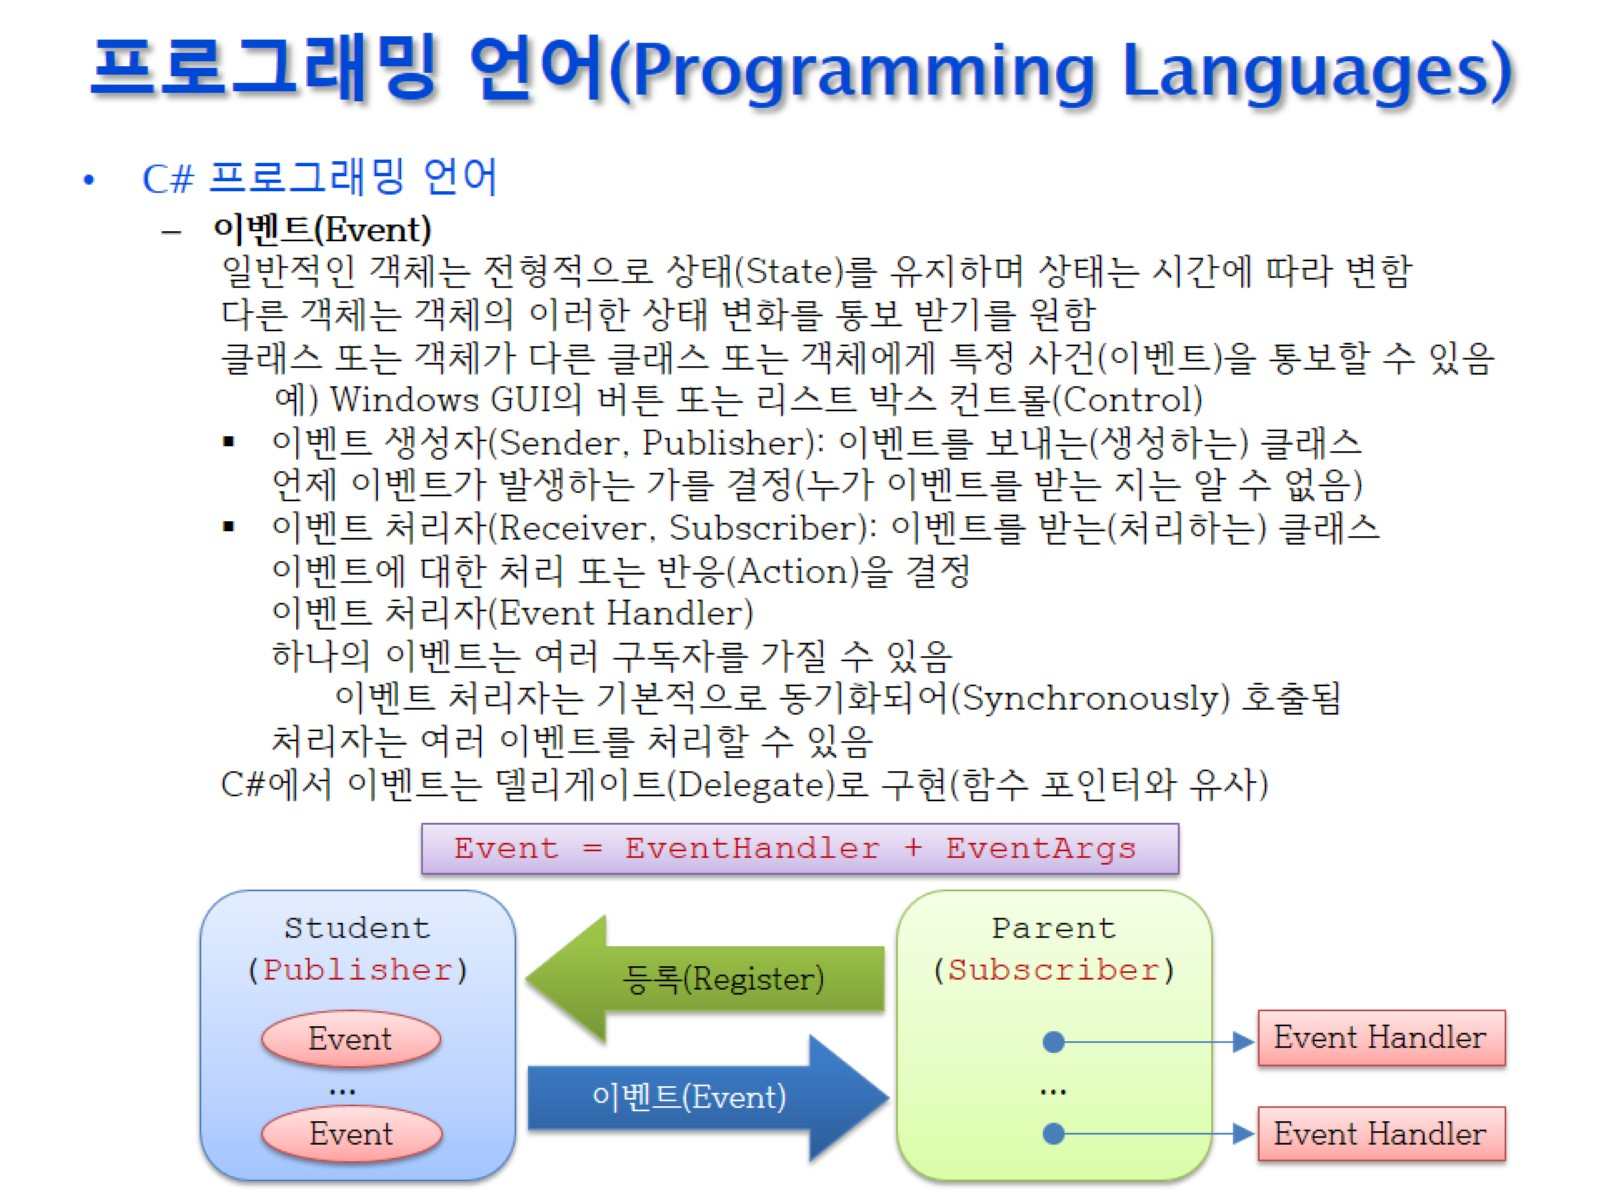 프로그래밍 언어(Programming Languages)
• C# 프로그래밍 언어
– 이벤트(Event)
일반적인 객체는 전형적으로 상태(State)를 유지하며 상태는 시간에 따라 변함
다른 객체는 객체의 이러한 상태 변화를 통보 받기를 원함
클래스 또는 객체가 다른 클래스 또는 객체에게 특정 사건(이벤트)을 통보할 수 있음
예) Windows GUI의 버튼 또는 리스트 박스 컨트롤(Control)
▪ 이벤트 생성자(Sender, Publisher): 이벤트를 보내는(생성하는) 클래스
언제 이벤트가 발생하는 가를 결정(누가 이벤트를 받는 지는 알 수 없음)
▪ 이벤트 처리자(Receiver, Subscriber): 이벤트를 받는(처리하는) 클래스
이벤트에 대한 처리 또는 반응(Action)을 결정
이벤트 처리자(Event Handler)
하나의 이벤트는 여러 구독자를 가질 수 있음
이벤트 처리자는 기본적으로 동기화되어(Synchronously) 호출됨
처리자는 여러 이벤트를 처리할 수 있음
C#에서 이벤트는 델리게이트(Delegate)로 구현(함수 포인터와 유사)
Event = EventHandler + EventArgs
Student
(Publisher)
Event
...
Event
등록(Register)
이벤트(Event)
Parent
(Subscriber)
...
Event Handler
Event Handler